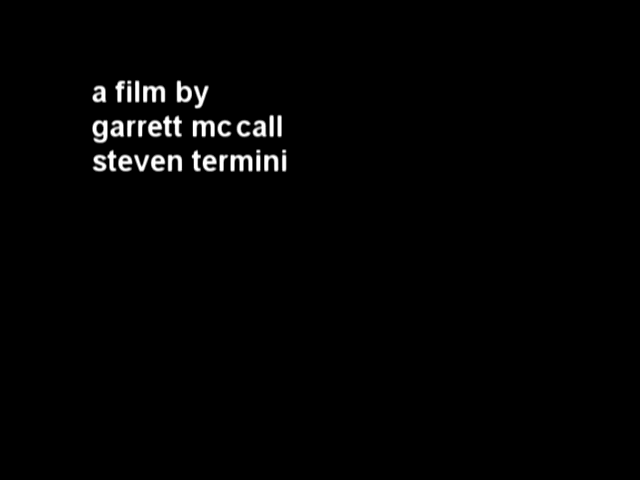 a film by
garrett mc call
steven termini